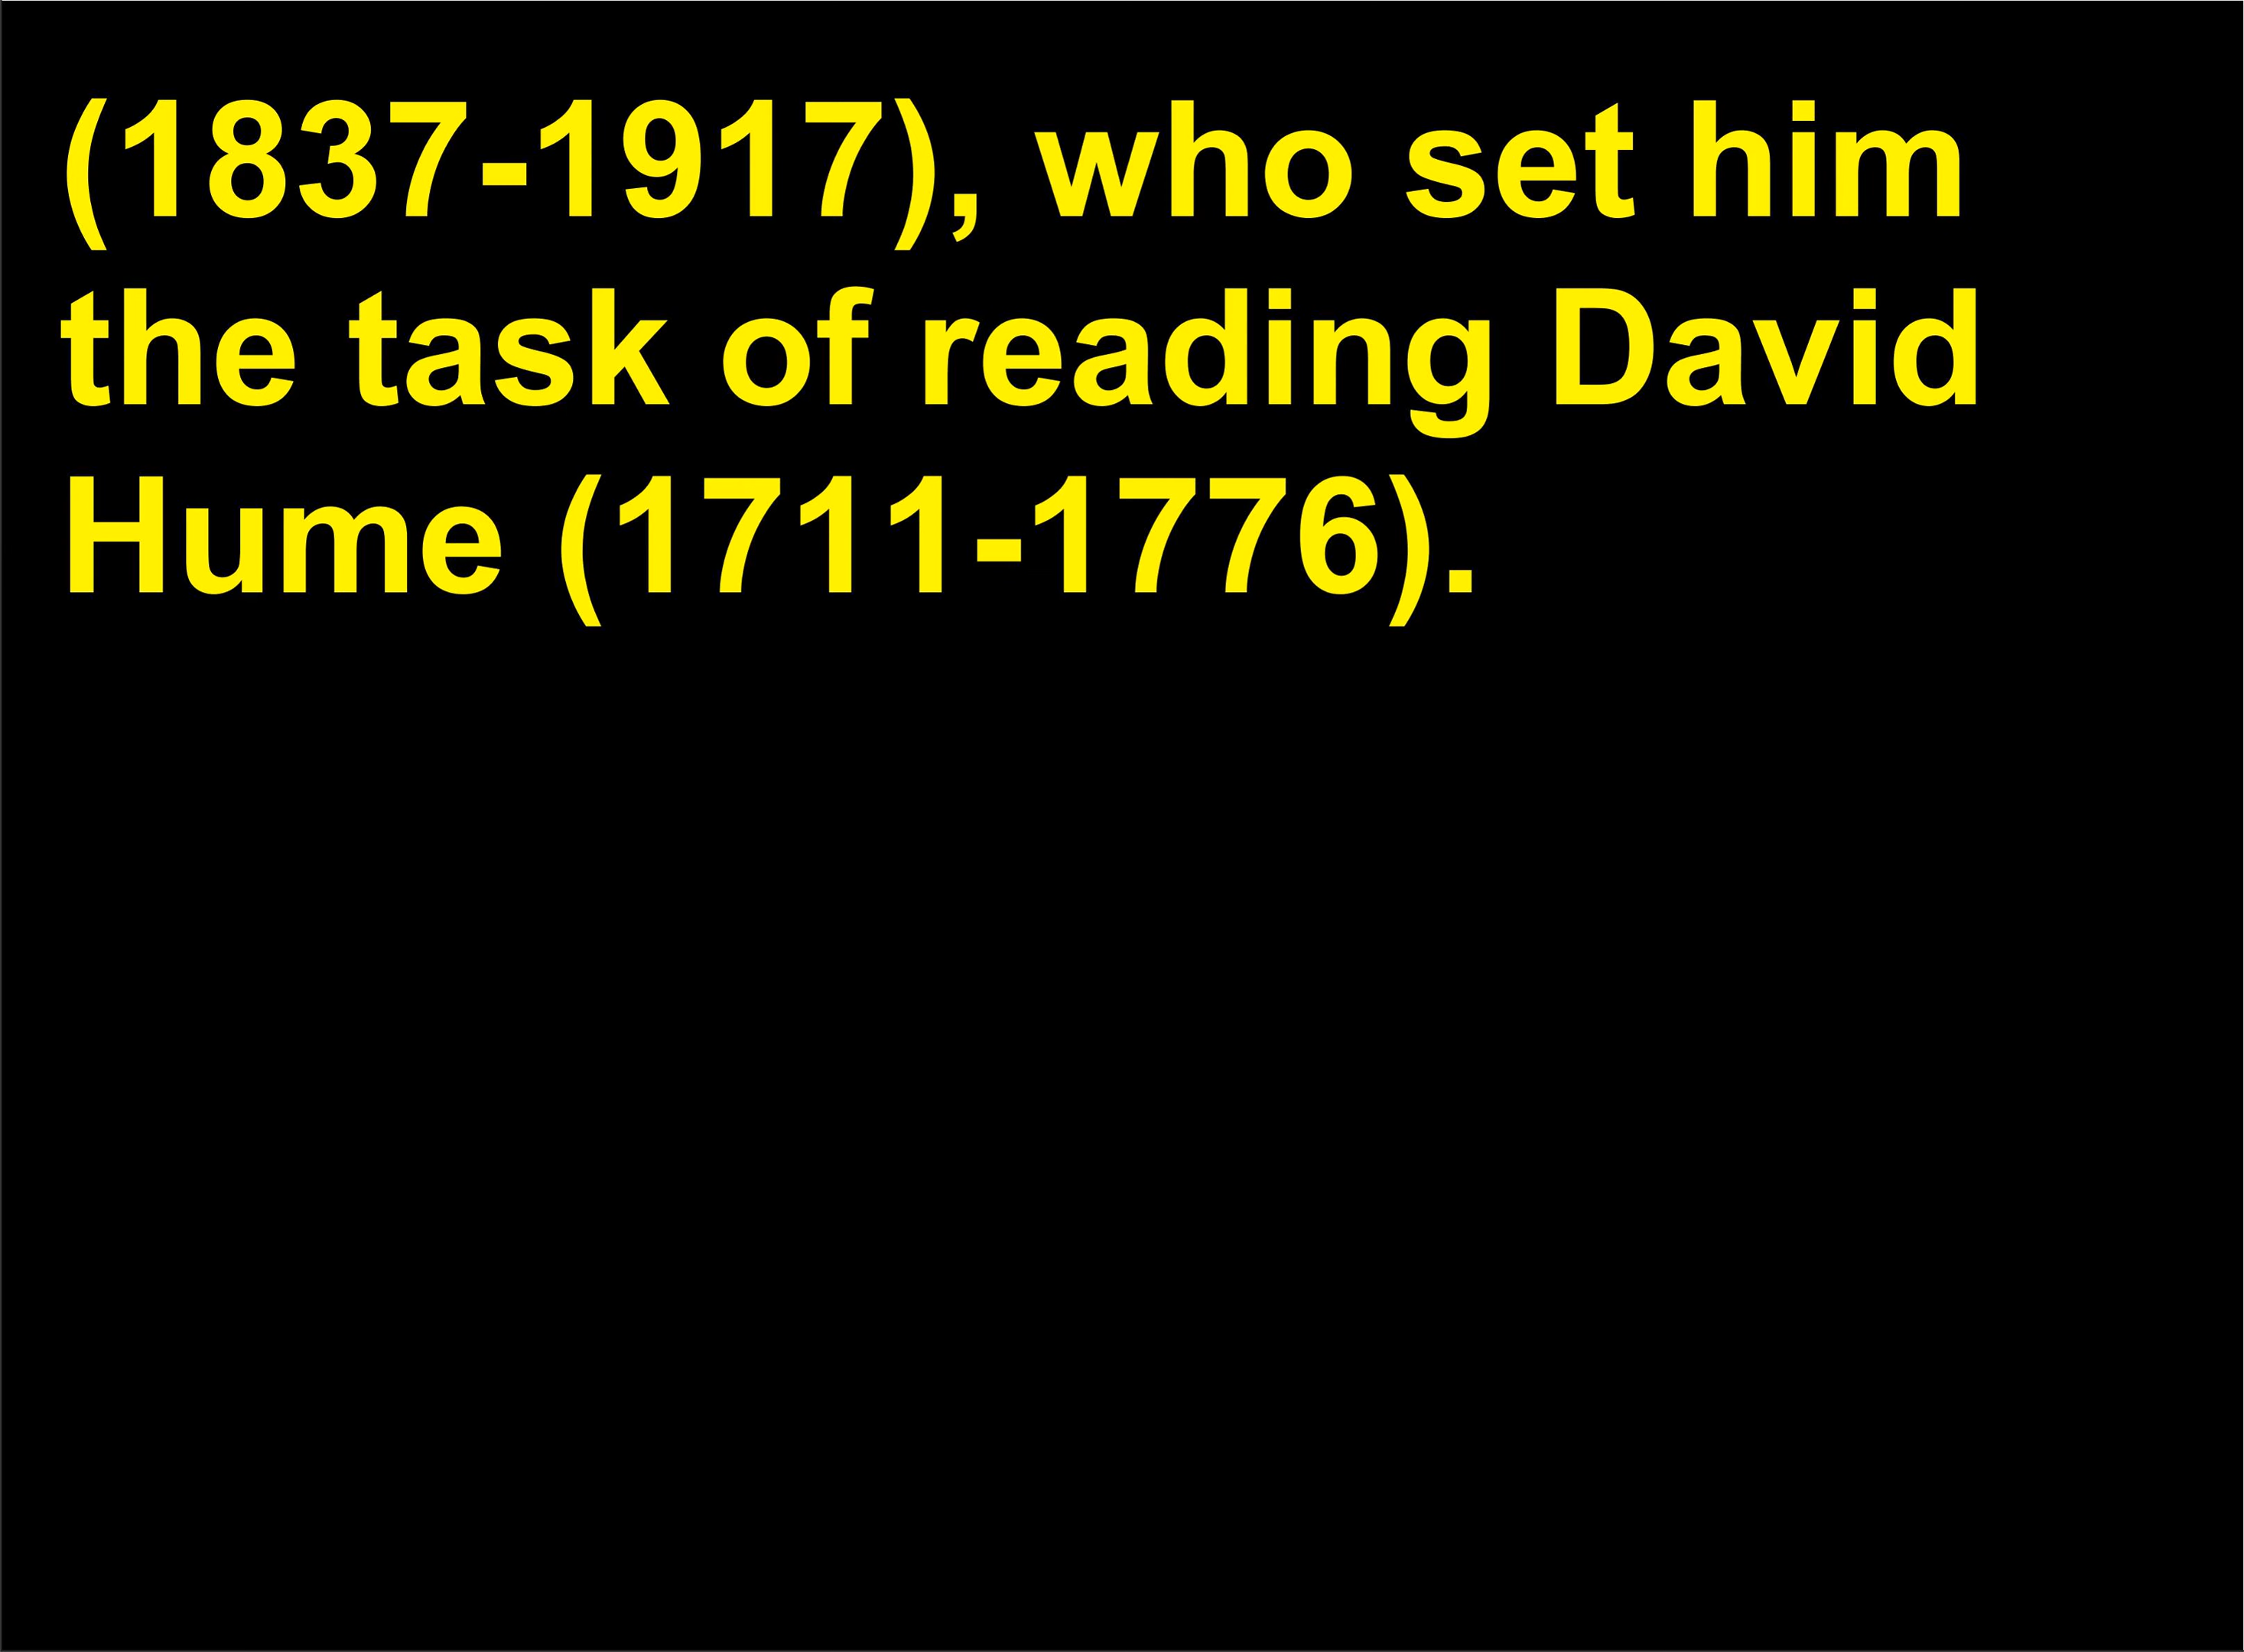 (1837-1917), who set him
the task of reading David
Hume (1711-1776).